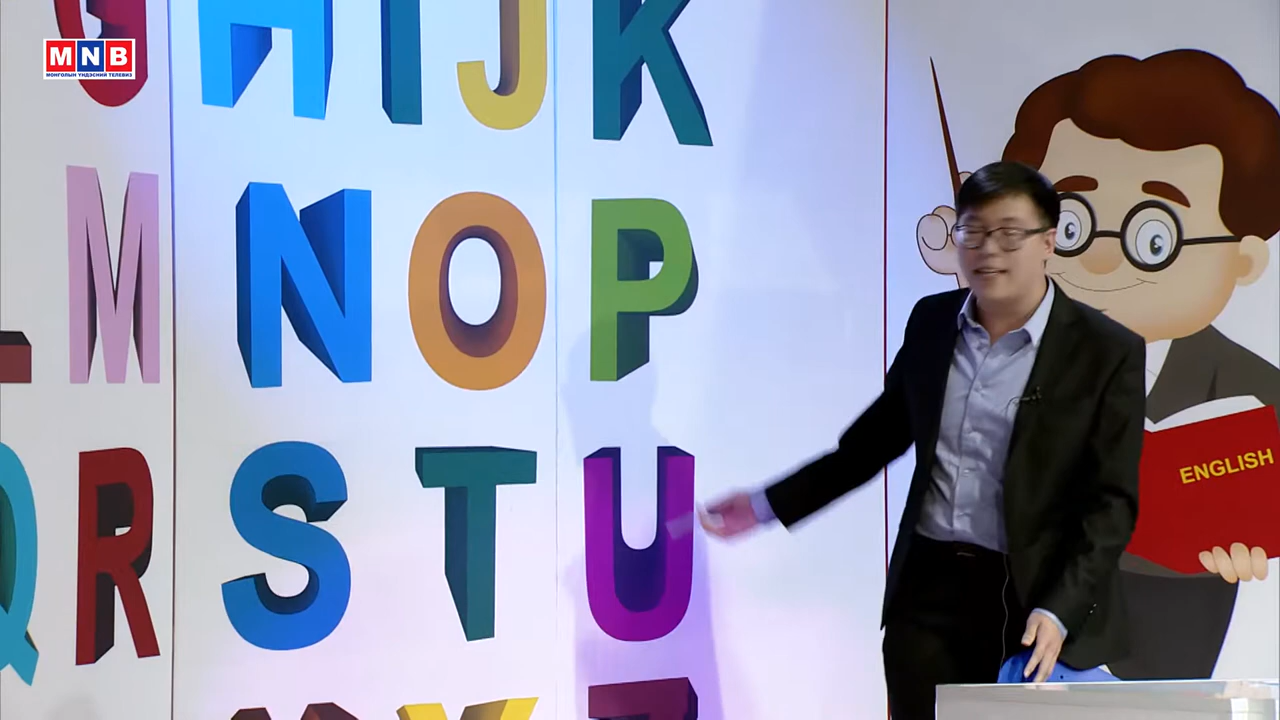 MNB
МОНГОЛЫН ҮНДЭСНИЙ ТЕЛЕВИЗ
G H I J K
L M N O P
Q R S T U
X Y Z
ENGLISH